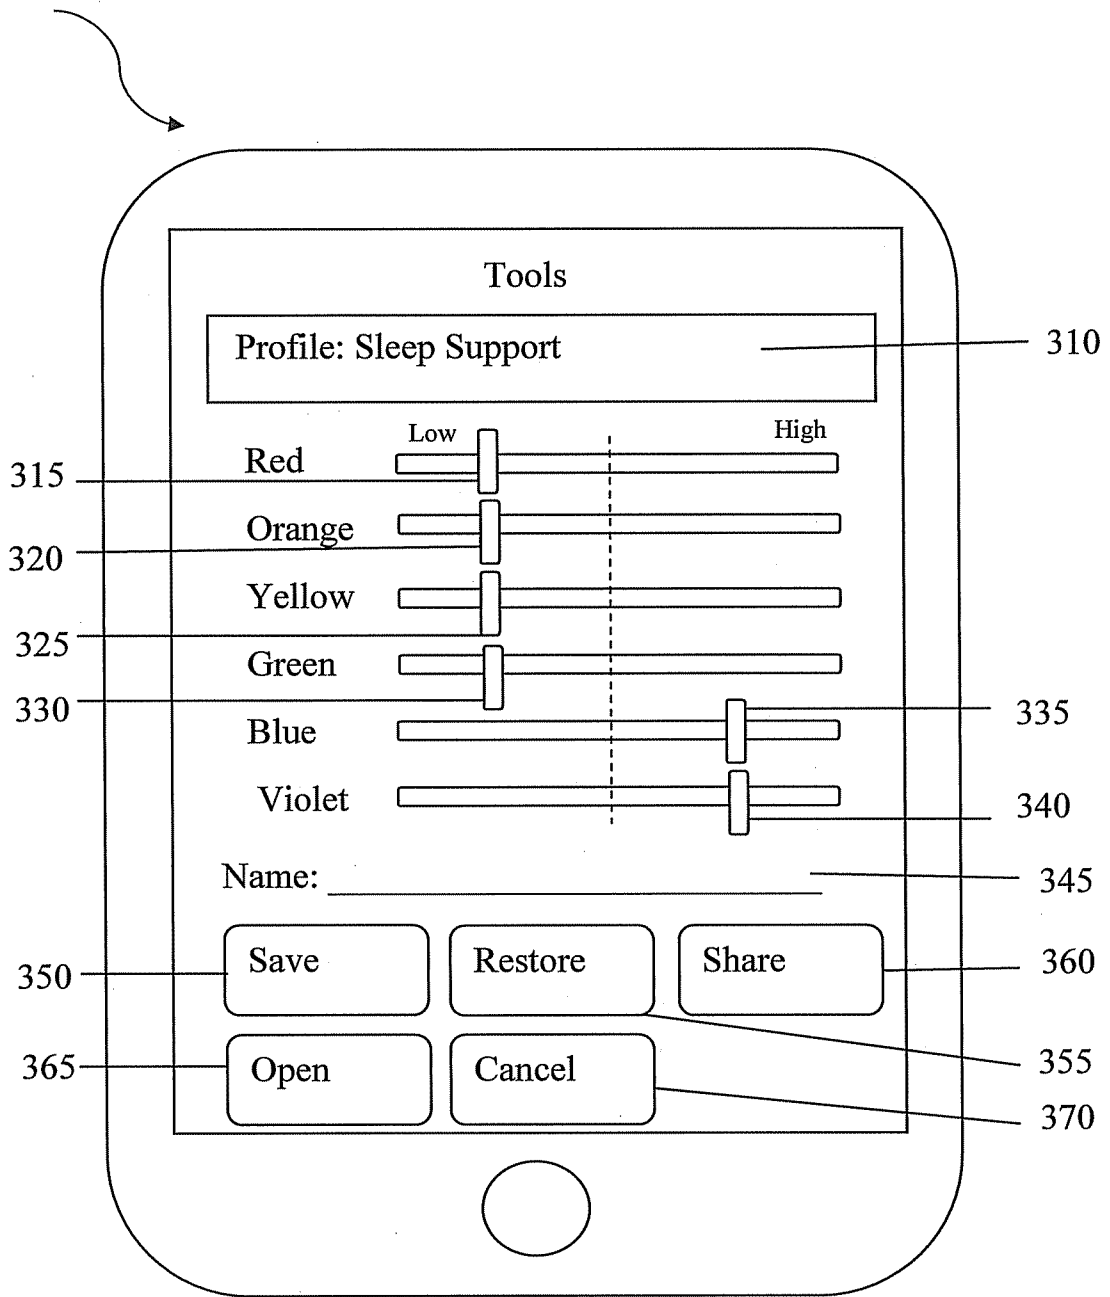 Tools
Profile: Sleep Support
310
Low
High
Red
315
Orange
320
Yellow
325
Green
330
335
Blue
Violet
340
Name:
345
Save
Restore
Share
350
360
355
365
Open
Cancel
370